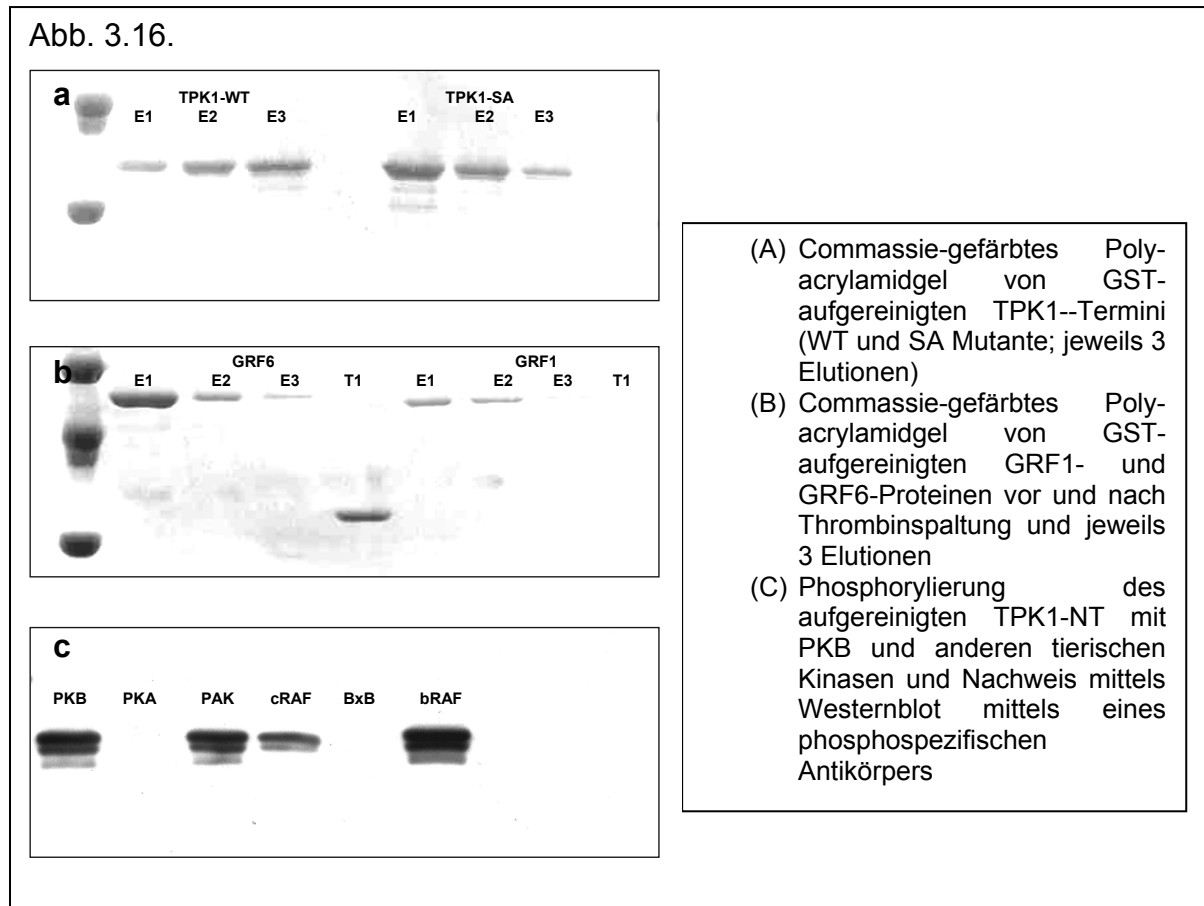 Abb. 3.16.
a
TPK1-WT TPK1-SA
E1 E2 E3 E1 E2 E3
b
GRF6 GRF1
E1 E2 E3 T1 E1 E2 E3 T1
c
PKB PKA PAK cRAF BxB bRAF
(A) Commassie-gefärbtes Poly-
acrylamidgel von GST-
aufgereinigten TPK1--Termini
(WT und SA Mutante; jeweils 3
Elutionen)
(B) Commassie-gefärbtes Poly-
acrylamidgel von GST-
aufgereinigten GRF1- und
GRF6-Proteinen vor und nach
Thrombinspaltung und jeweils
3 Elutionen
(C) Phosphorylierung des
aufgereinigten TPK1-NT mit
PKB und anderen tierischen
Kinasen und Nachweis mittels
Westernblot mittels eines
phosphospezifischen
Antikörpers